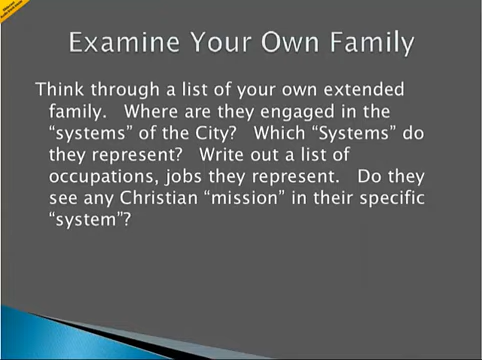 Examine Your Own Family
Think through a list of your own extended
family.   Where are they engaged in the
“systems” of the City?   Which “Systems” do
they represent?   Write out a list of
occupations, jobs they represent.   Do they
see any Christian “mission” in their specific
“system”?